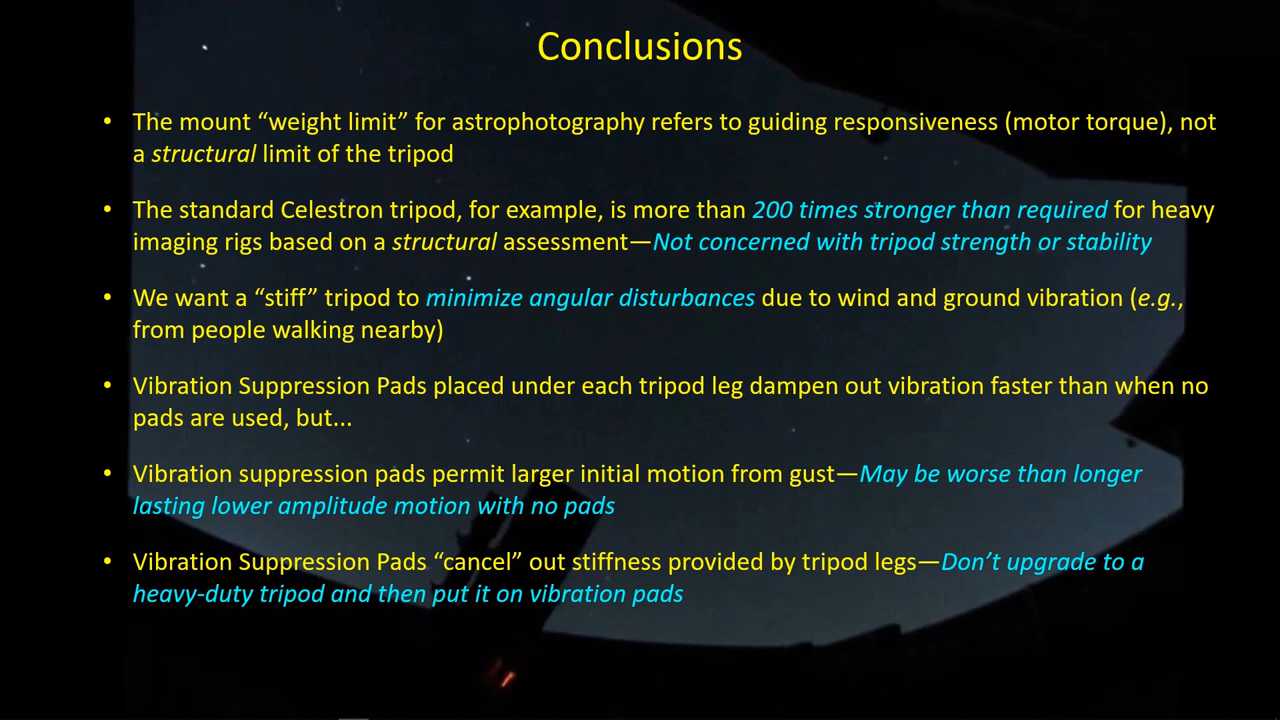 Conclusions
• The mount “weight limit” for astrophotography refers to guiding responsiveness (motor torque), not
a structural limit of the tripod
• The standard Celestron tripod, for example, is more than 200 times stronger than required for heavy
imaging rigs based on a structural assessment—Not concerned with tripod strength or stability
• We want a “stiff” tripod to minimize angular disturbances due to wind and ground vibration (e.g.,
from people walking nearby)
• Vibration Suppression Pads placed under each tripod leg dampen out vibration faster than when no
pads are used, but...
• Vibration suppression pads permit larger initial motion from gust—May be worse than longer
lasting lower amplitude motion with no pads
• Vibration Suppression Pads “cancel” out stiffness provided by tripod legs—Don’t upgrade to a
heavy-duty tripod and then put it on vibration pads